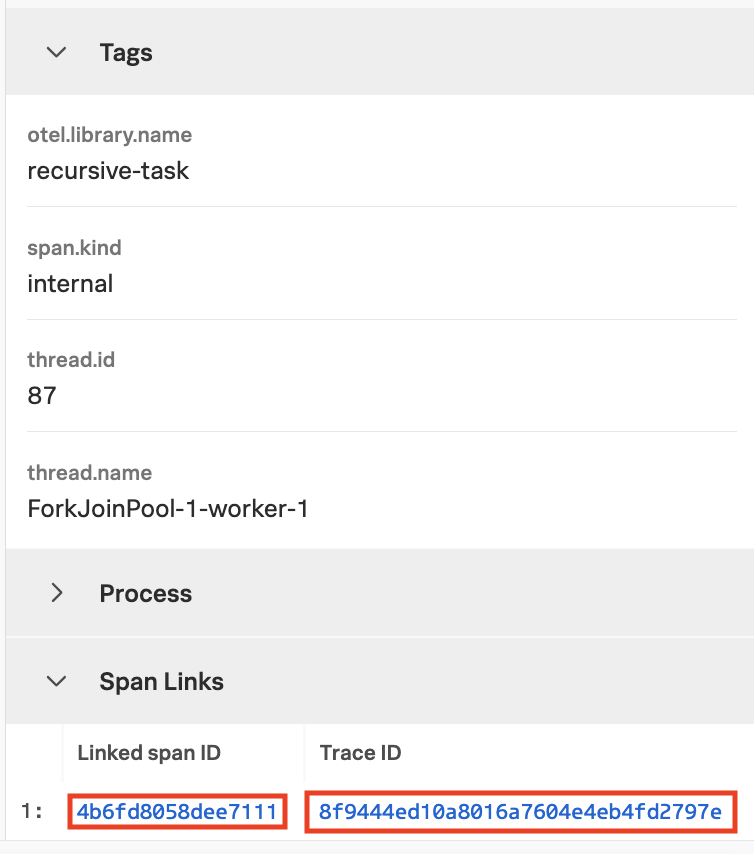 Tags
otel.library.name
recursive-task
span.kind
internal
thread.id
87
thread.name
ForkJoinPool-1-worker-1
Process
Span Links
Linked span ID Trace ID
1: 4b6fd8058dee7111 8f9444ed10a8016a7604e4eb4fd2797e